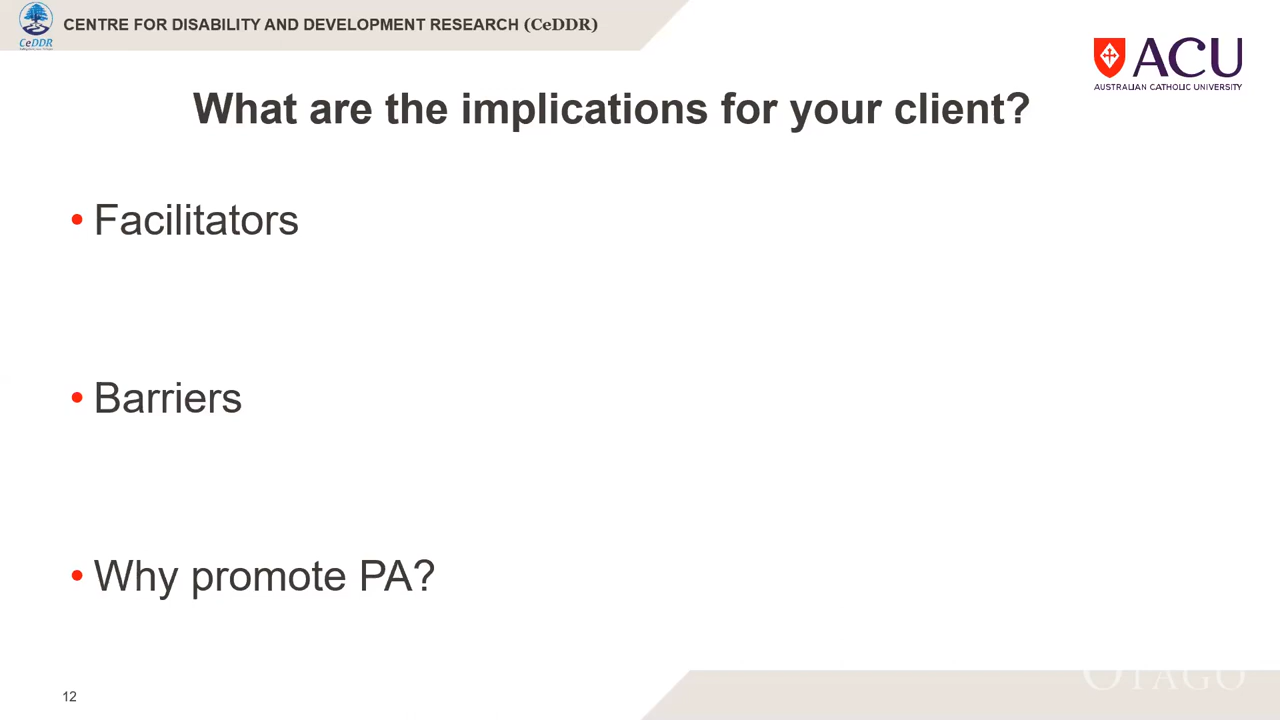 CENTRE FOR DISABILITY AND DEVELOPMENT RESEARCH (CeDDR)
CeDDR
ACU
AUSTRALIAN CATHOLIC UNIVERSITY
What are the implications for your client?
• Facilitators
• Barriers
• Why promote PA?
12
OTAGO